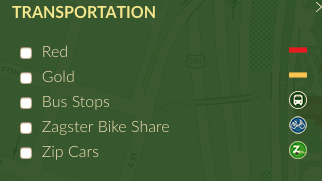 TRANSPORTATION
Red
Gold
Bus Stops
Zagster Bike Share
Zip Cars